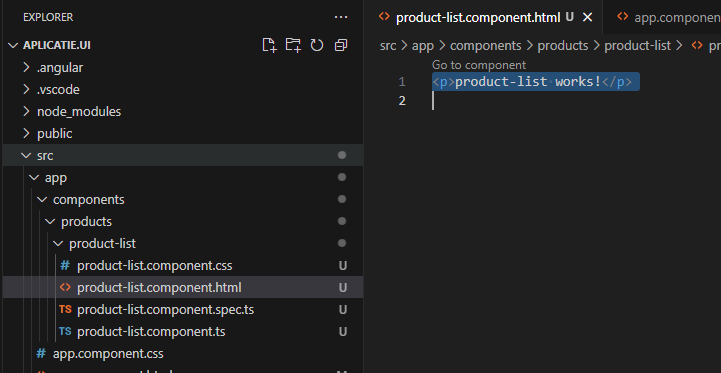 EXPLORER
APLICATIE.UI
.angular
.vscode
node_modules
public
src
app
components
products
product-list
# product-list.component.css U
<> product-list.component.html U
TS product-list.component.spec.ts U
TS product-list.component.ts U
# app.component.css
<> product-list.component.html U
<> app.componen
src > app > components > products > product-list > <> pr
Go to component
1 <p>product-list works!</p>
2